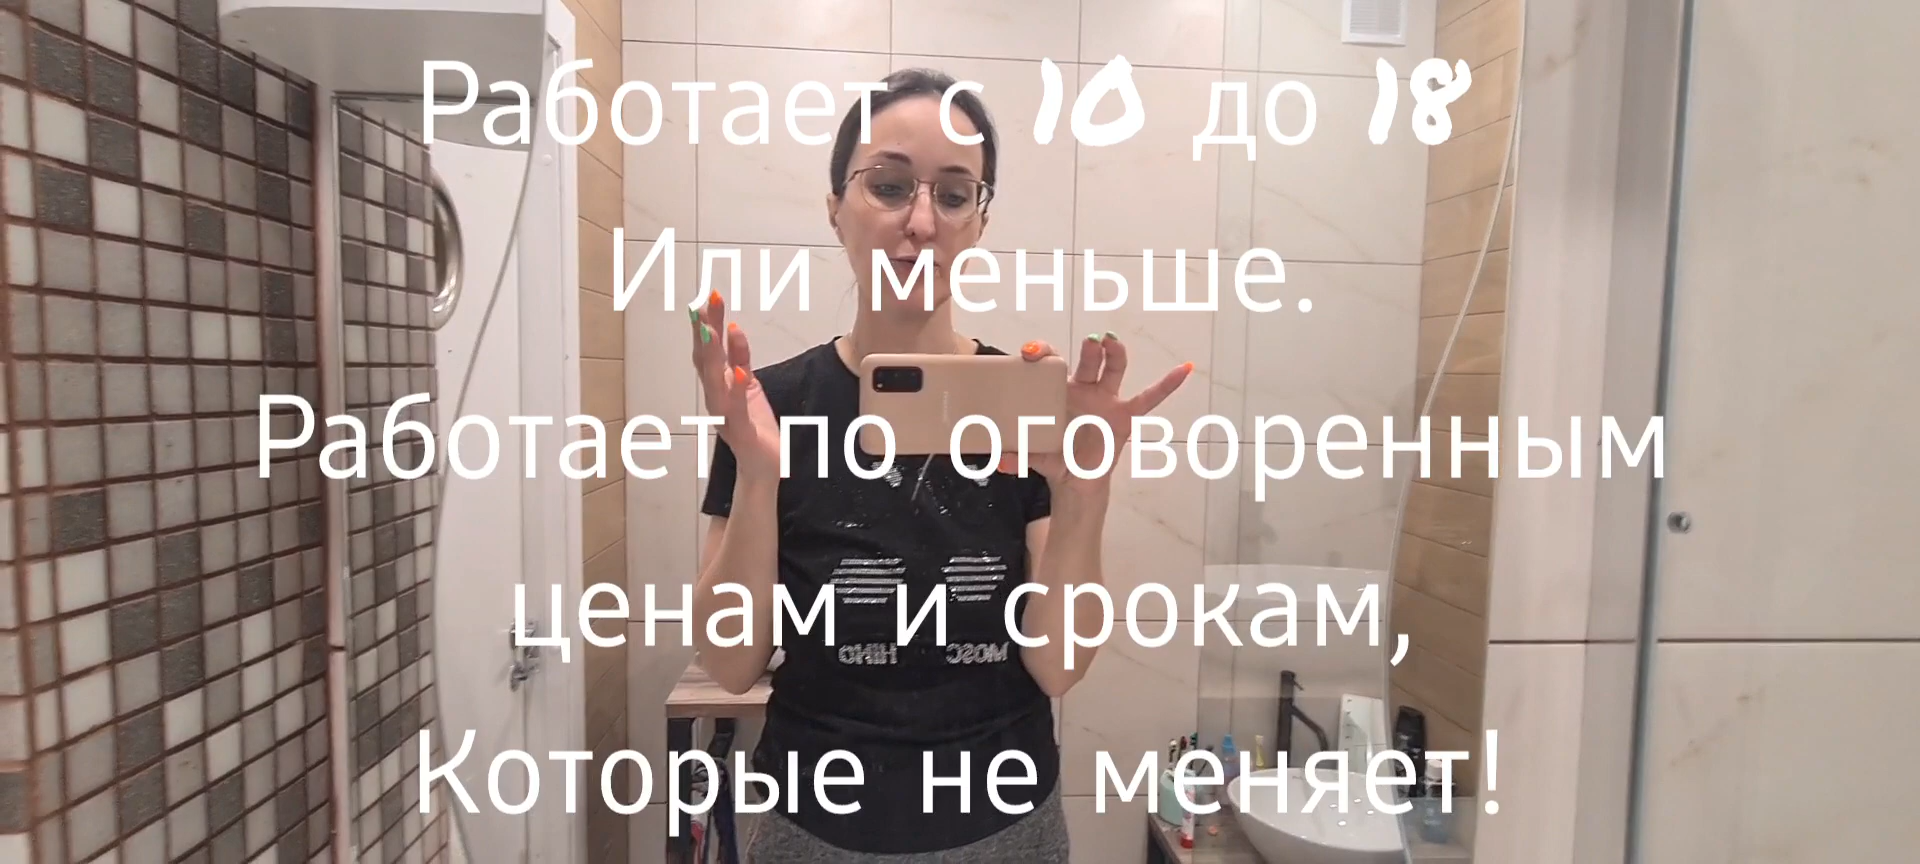 Работает с 10 до 18
Или меньше.
Работает по оговоренным
ценам и срокам,
Которые не меняет!